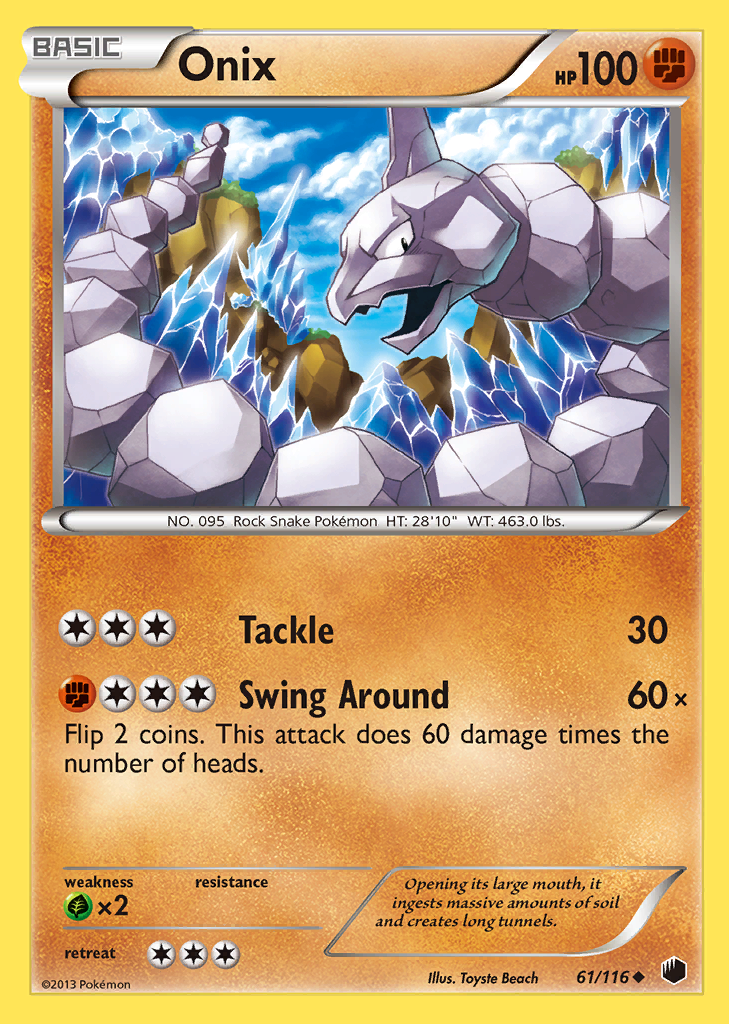 BASIC
Onix
HP100
NO. 095 Rock Snake Pokémon HT: 28'10" WT: 463.0 lbs.
Tackle 30
Swing Around 60×
Flip 2 coins. This attack does 60 damage times the
number of heads.
weakness resistance
×2
retreat
Opening its large mouth, it
ingests massive amounts of soil
and creates long tunnels.
©2013 Pokémon
Illus. Toyste Beach 61/116